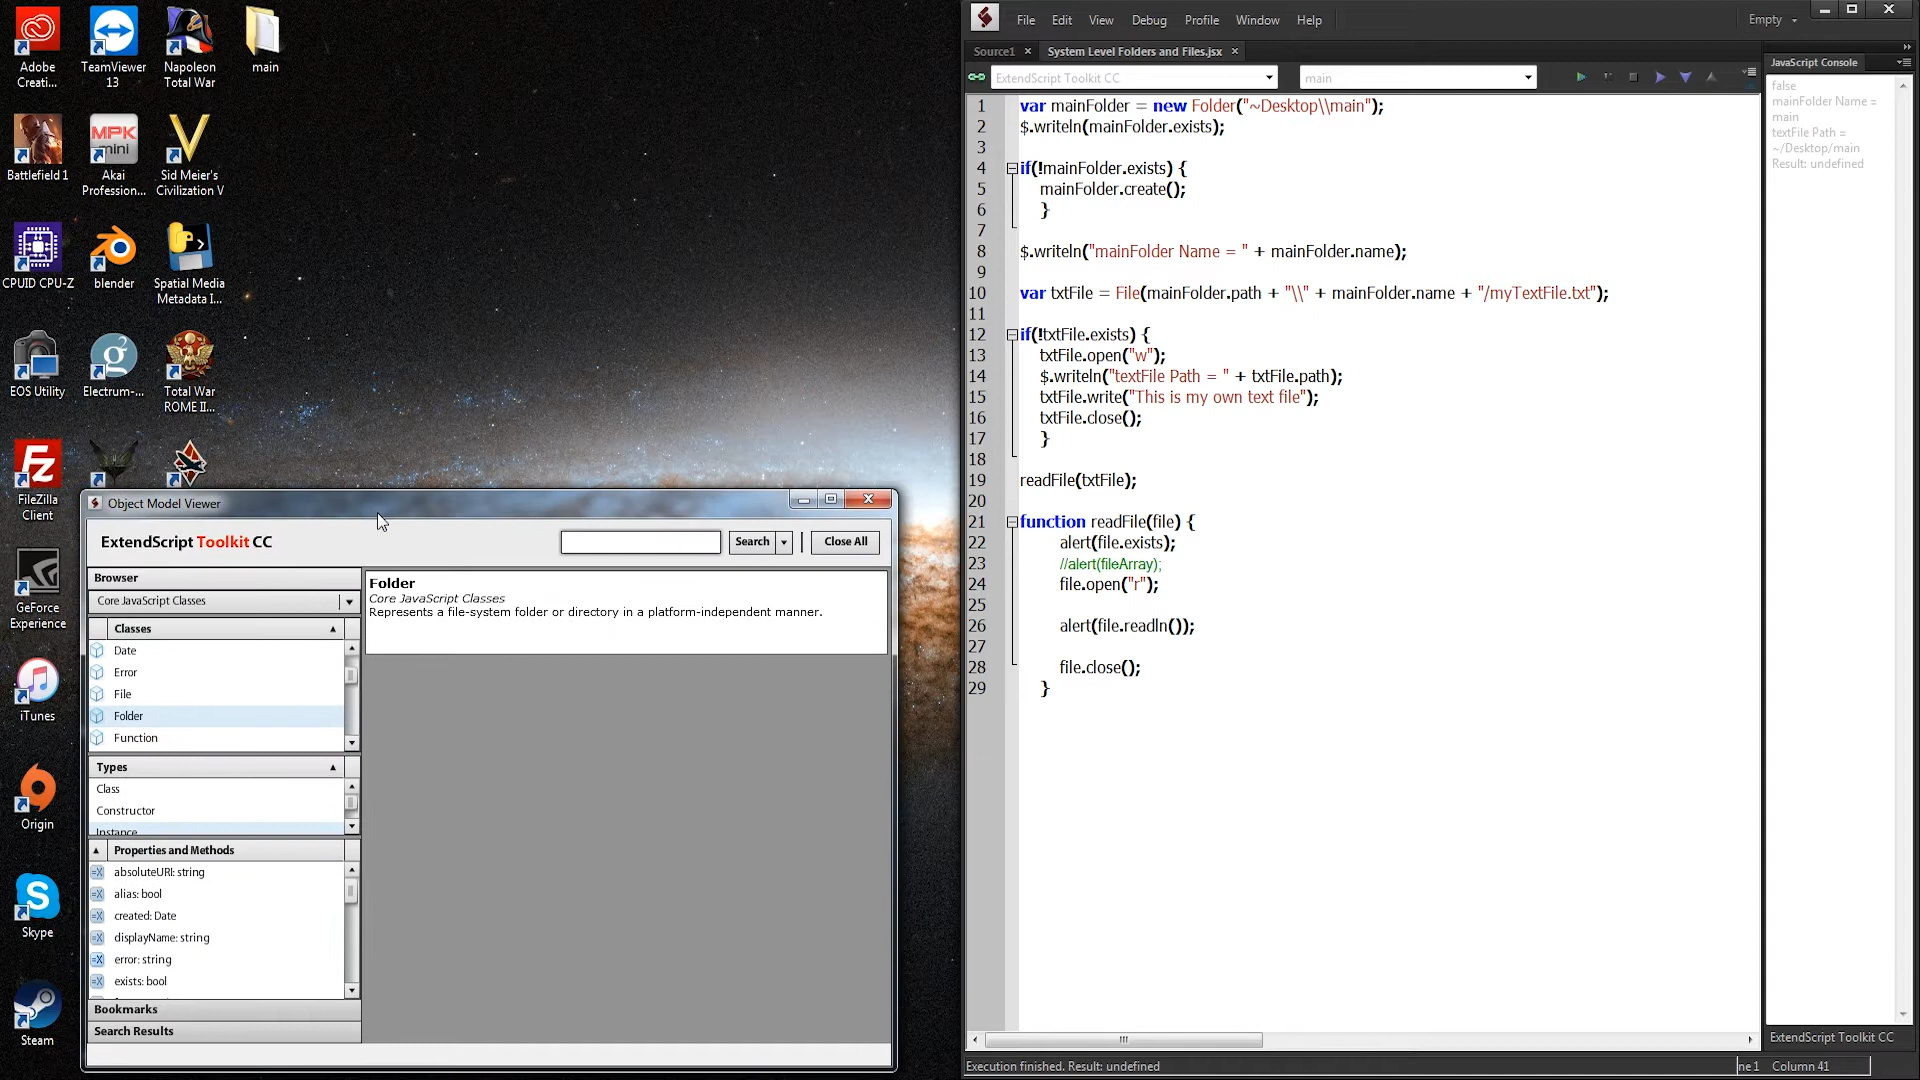 Adobe
Creati...
TeamViewer
13
Napoleon
Total War
main
Battlefield 1
MPK
mini
Akai
Profession...
Sid Meier's
Civilization V
CPUID CPU-Z
blender
Spatial Media
Metadata I...
EOS Utility
Electrum-...
Total War
ROME II...
FileZilla
Client
GeForce
Experience
iTunes
Origin
Skype
Steam
Object Model Viewer
ExtendScript Toolkit CC
Search
Close All
Browser
Core JavaScript Classes
Classes
Date
Error
File
Folder
Function
Types
Class
Constructor
Instance
Properties and Methods
absoluteURI: string
alias: bool
created: Date
displayName: string
error: string
exists: bool
Bookmarks
Search Results
Folder
Core JavaScript Classes
Represents a file-system folder or directory in a platform-independent manner.
File Edit View Debug Profile Window Help
Empty
Source1 System Level Folders and Files.jsx
ExtendScript Toolkit CC
main
1 var mainFolder = new Folder("~Desktop\\main");
2 $.writeln(mainFolder.exists);
3
4 if(!mainFolder.exists) {
5 mainFolder.create();
6 }
7
8 $.writeln("mainFolder Name = " + mainFolder.name);
9
10 var txtFile = File(mainFolder.path + "\\" + mainFolder.name + "/myTextFile.txt");
11
12 if(!txtFile.exists) {
13 txtFile.open("w");
14 $.writeln("textFile Path = " + txtFile.path);
15 txtFile.write("This is my own text file");
16 txtFile.close();
17 }
18
19 readFile(txtFile);
20
21 function readFile(file) {
22 alert(file.exists);
23 //alert(fileArray);
24 file.open("r");
25
26 alert(file.readln());
27
28 file.close();
29 }
Execution finished. Result: undefined
ne 1 Column 41
JavaScript Console
false
mainFolder Name =
main
textFile Path =
~/Desktop/main
Result: undefined
ExtendScript Toolkit CC